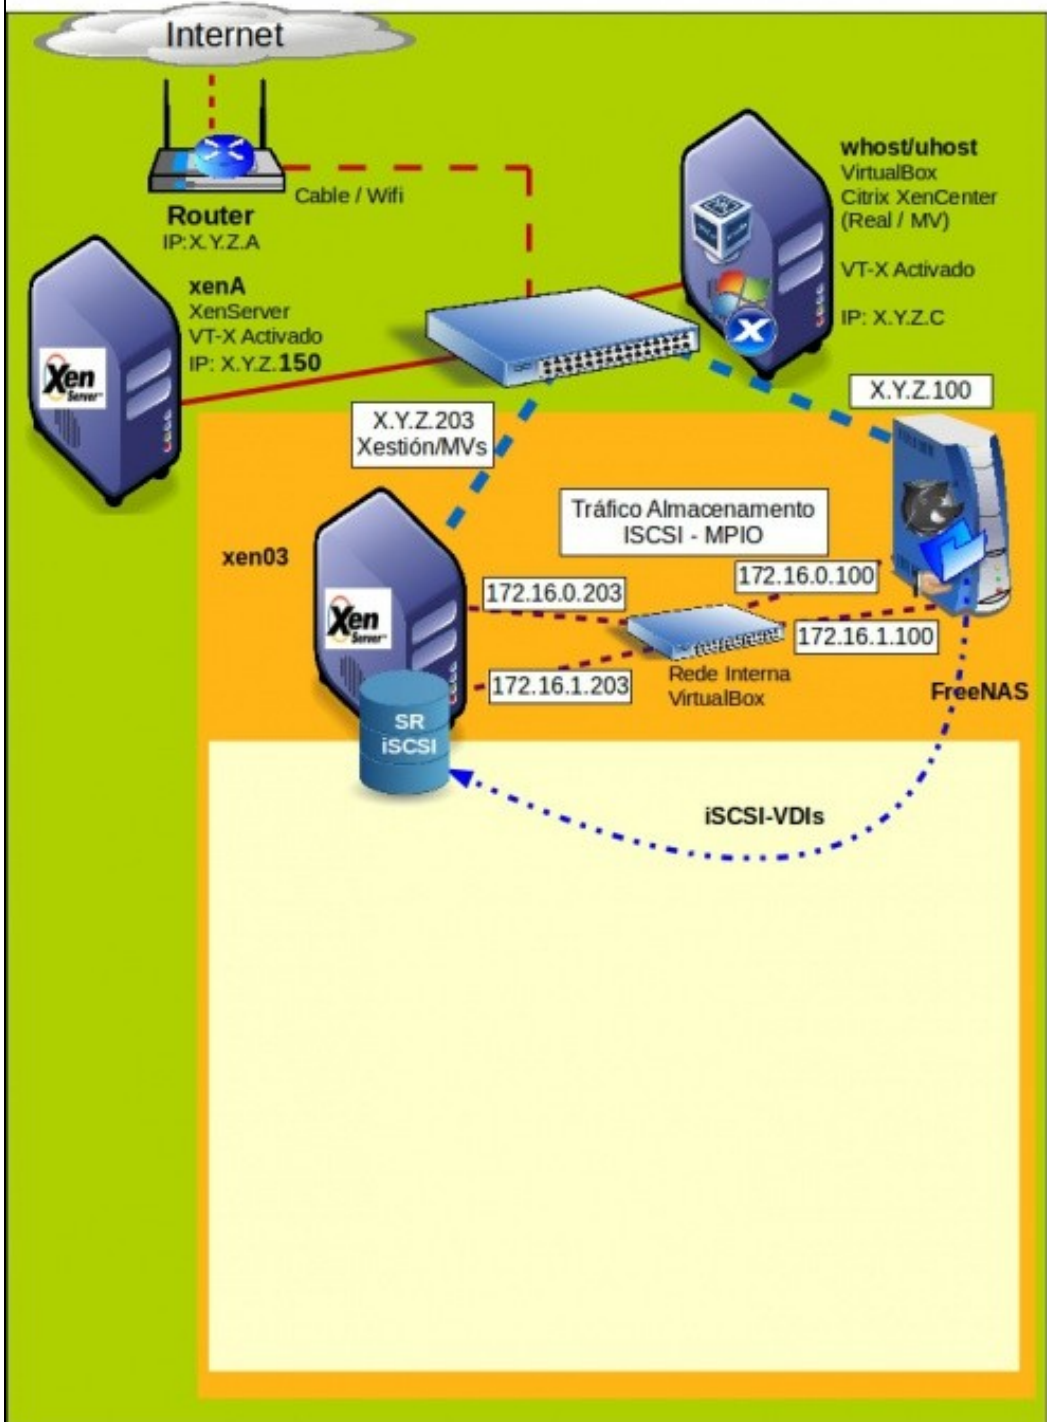 Internet
Cable / Wifi
Router
IP:X.Y.Z.A
whost/uhost
VirtualBox
Citrix XenCenter
(Real / MV)
VT-X Activado
IP: X.Y.Z.C
xenA
XenServer
VT-X Activado
IP: X.Y.Z.150
Xen
Server
X.Y.Z.203
Xestión/MVs
X.Y.Z.100
Tráfico Almacenamento
ISCSI - MPIO
xen03
Xen
Server
172.16.0.203
172.16.0.100
172.16.1.100
172.16.1.203
Rede Interna
VirtualBox
FreeNAS
SR
iSCSI
iSCSI-VDIs